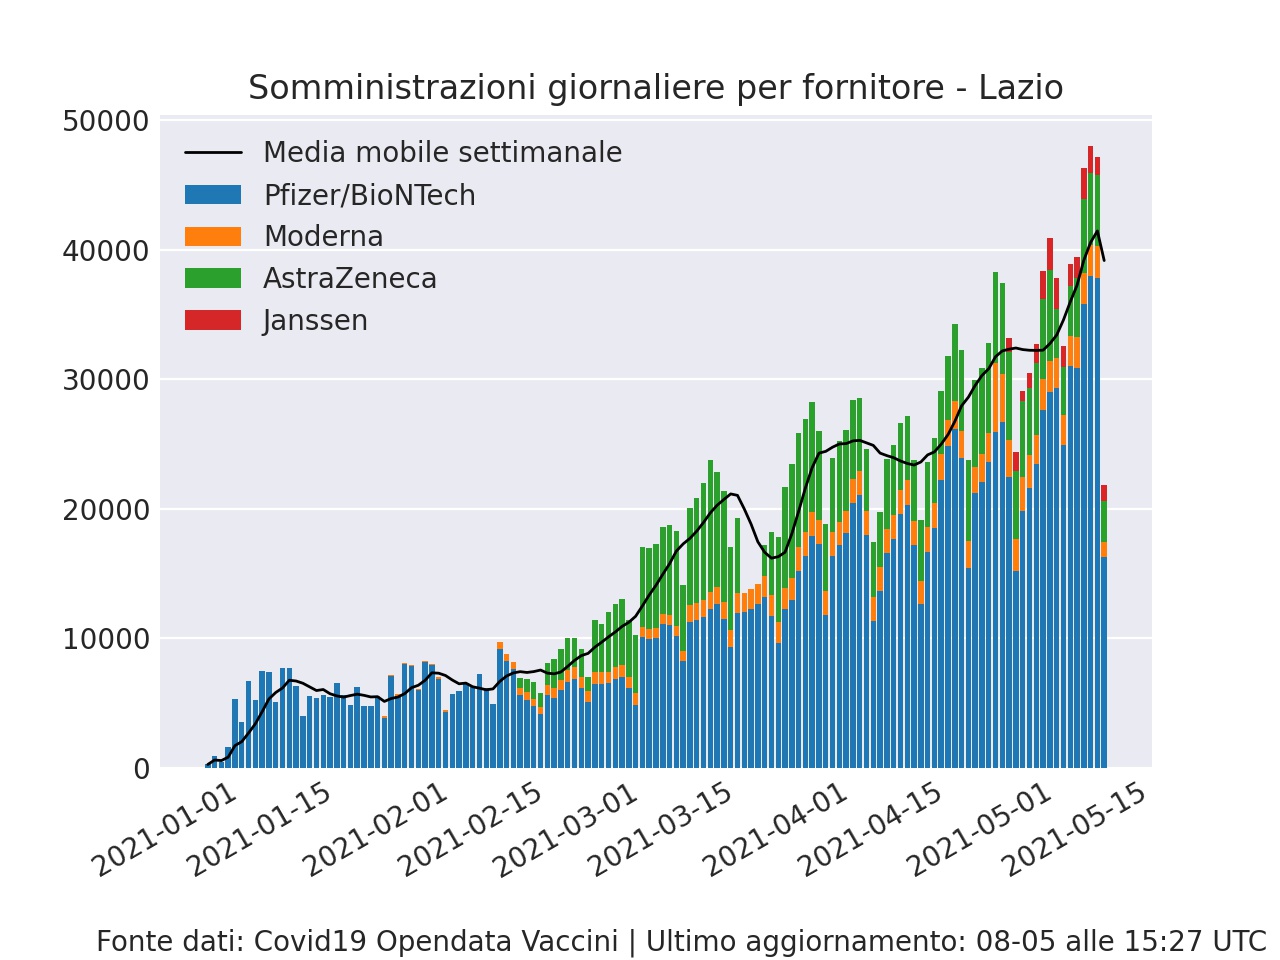 Somministrazioni giornaliere per fornitore - Lazio
50000
40000
30000
20000
10000
0
Media mobile settimanale
Pfizer/BioNTech
Moderna
AstraZeneca
Janssen
2021-01-01
2021-01-15
2021-02-01
2021-02-15
2021-03-01
2021-03-15
2021-04-01
2021-04-15
2021-05-01
2021-05-15
Fonte dati: Covid19 Opendata Vaccini | Ultimo aggiornamento: 08-05 alle 15:27 UTC